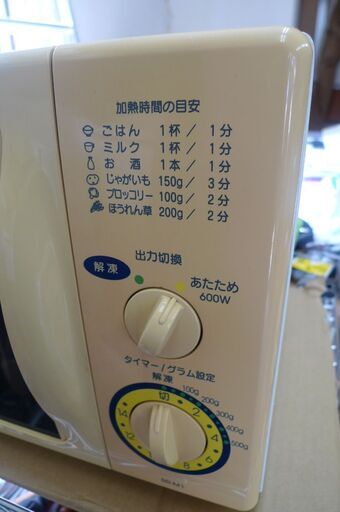 加熱時間の目安
ごはん 1杯 / 1分
ミルク 1杯 / 1分
お酒 1本 / 1分
じゃがいも 150g / 3分
ブロッコリー 100g / 2分
ほうれん草 200g / 2分
出力切換
解凍
あたため
600W
タイマー/グラム設定
解凍
100g 200g 300g 400g 500g
切 2 8 12 14